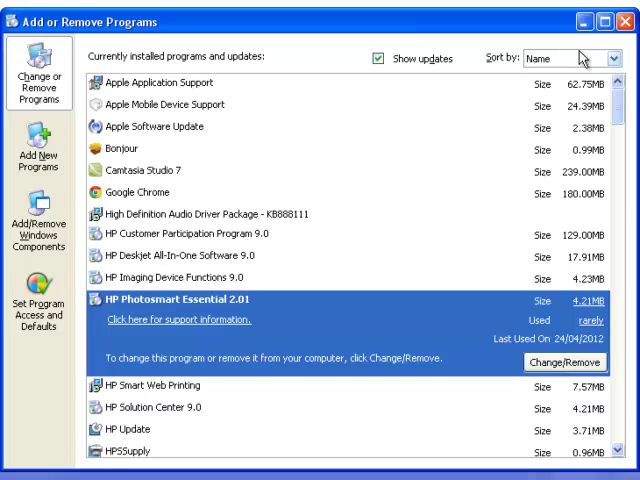 Add or Remove Programs
Change or Remove Programs
Add New Programs
Add/Remove Windows Components
Set Program Access and Defaults
Currently installed programs and updates:
Show updates
Sort by: Name
Apple Application Support Size 62.75MB
Apple Mobile Device Support Size 24.39MB
Apple Software Update Size 2.38MB
Bonjour Size 0.99MB
Camtasia Studio 7 Size 239.00MB
Google Chrome Size 180.00MB
High Definition Audio Driver Package - KB888111
HP Customer Participation Program 9.0 Size 129.00MB
HP Deskjet All-In-One Software 9.0 Size 17.91MB
HP Imaging Device Functions 9.0 Size 4.23MB
HP Photosmart Essential 2.01 Size 4.21MB
Click here for support information. Used rarely
Last Used On 24/04/2012
To change this program or remove it from your computer, click Change/Remove. Change/Remove
HP Smart Web Printing Size 7.57MB
HP Solution Center 9.0 Size 4.21MB
HP Update Size 3.71MB
HPSSupply Size 0.96MB